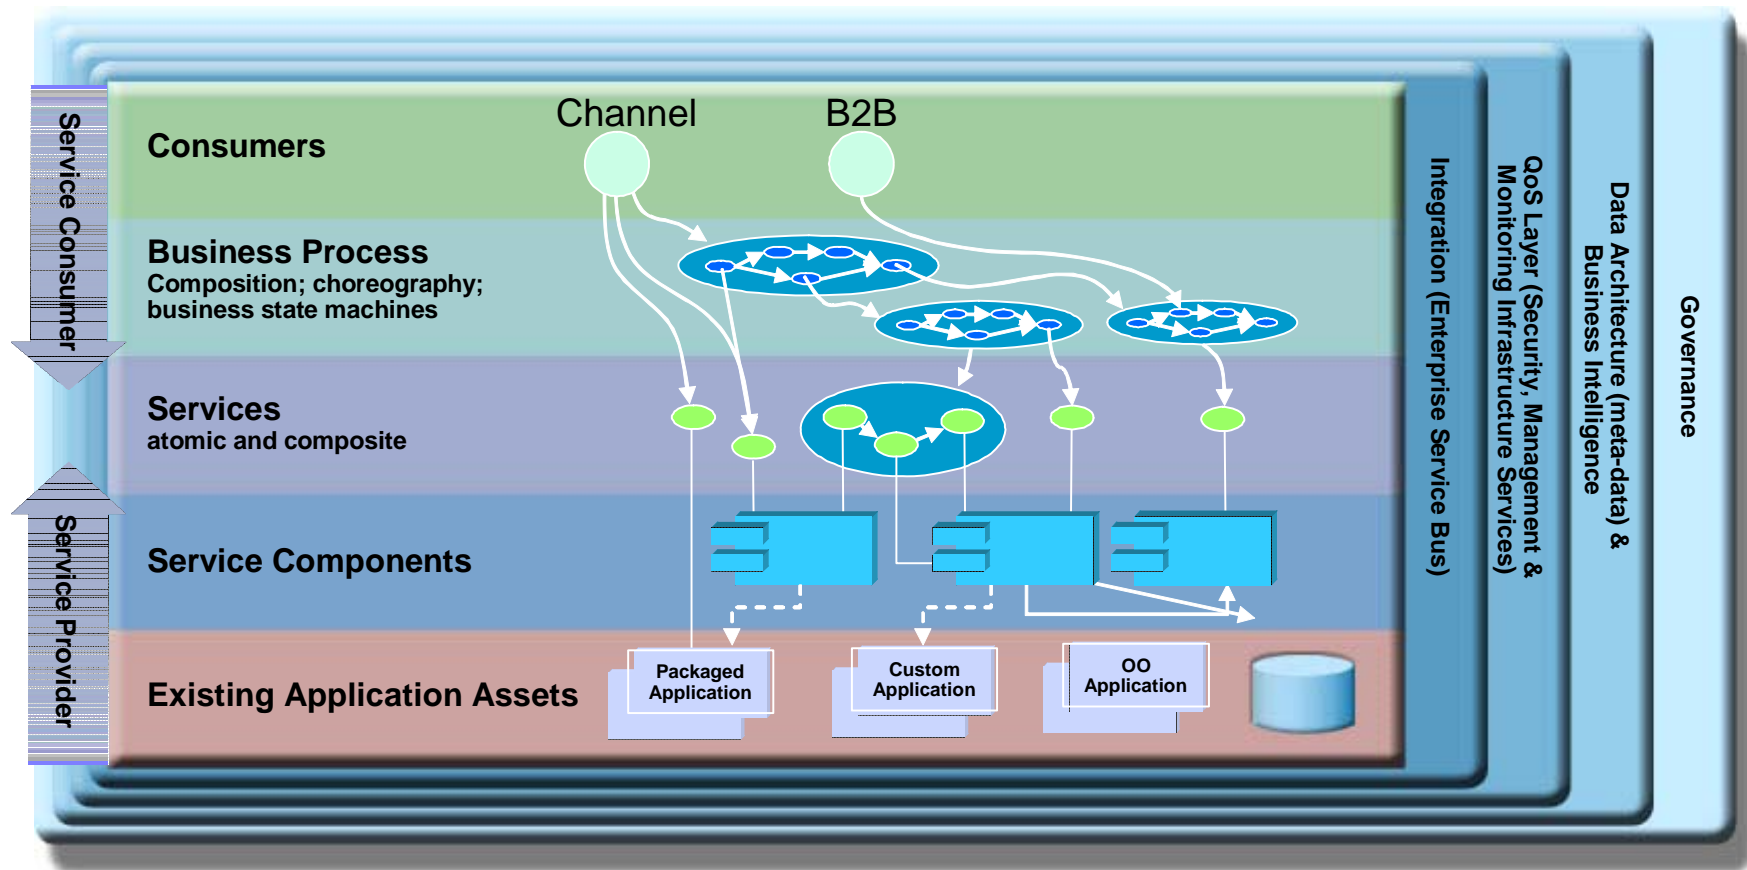 Channel
B2B
Consumers
Business Process
Composition; choreography;
business state machines
Services
atomic and composite
Service Components
Existing Application Assets
Packaged
Application
Custom
Application
OO
Application
Service Consumer
Service Provider
Integration (Enterprise Service Bus)
QoS Layer (Security, Management &
Monitoring Infrastructure Services)
Data Architecture (meta-data) &
Business Intelligence
Governance